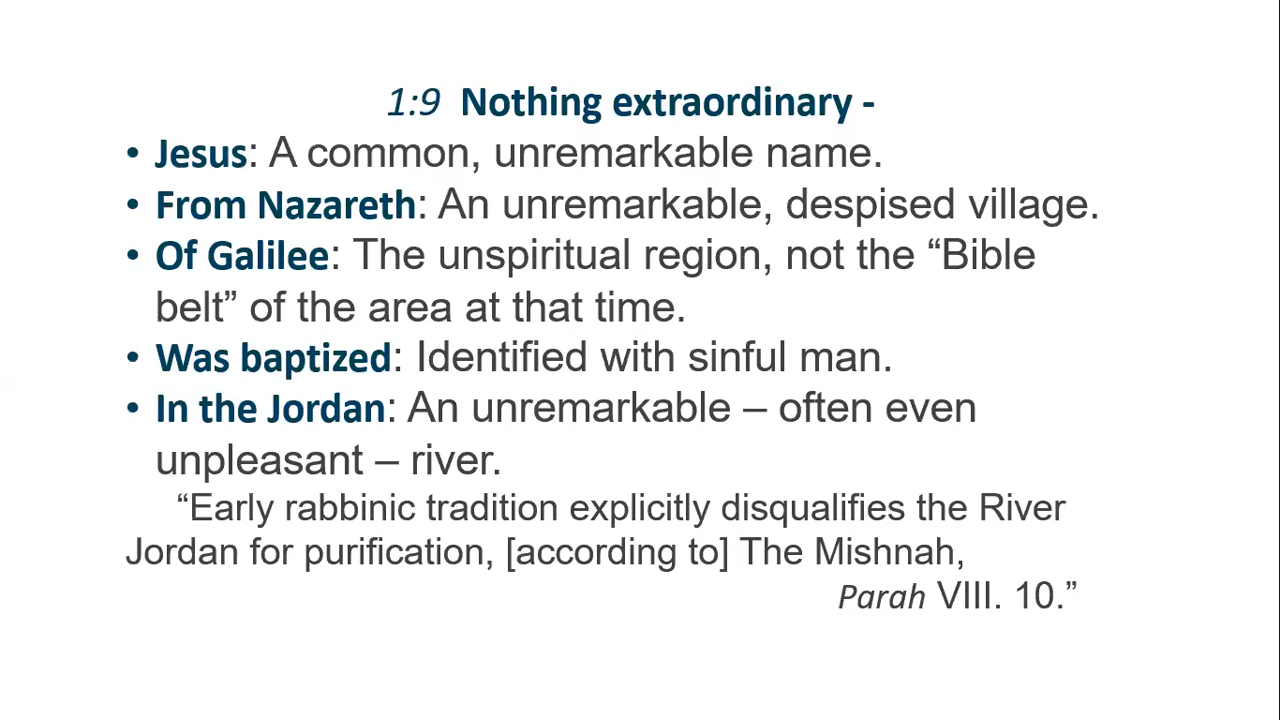 1:9 Nothing extraordinary -
• Jesus: A common, unremarkable name.
• From Nazareth: An unremarkable, despised village.
• Of Galilee: The unspiritual region, not the “Bible
belt” of the area at that time.
• Was baptized: Identified with sinful man.
• In the Jordan: An unremarkable – often even
unpleasant – river.
“Early rabbinic tradition explicitly disqualifies the River
Jordan for purification, [according to] The Mishnah,
Parah VIII. 10.”